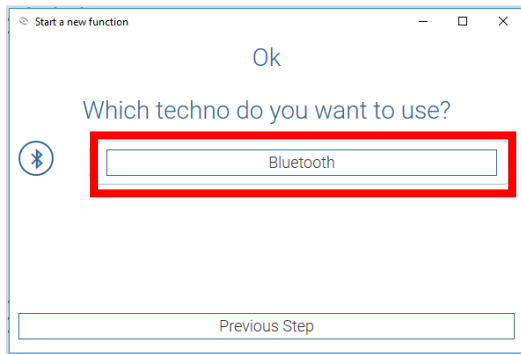 Start a new function
Ok
Which techno do you want to use?
Bluetooth
Previous Step